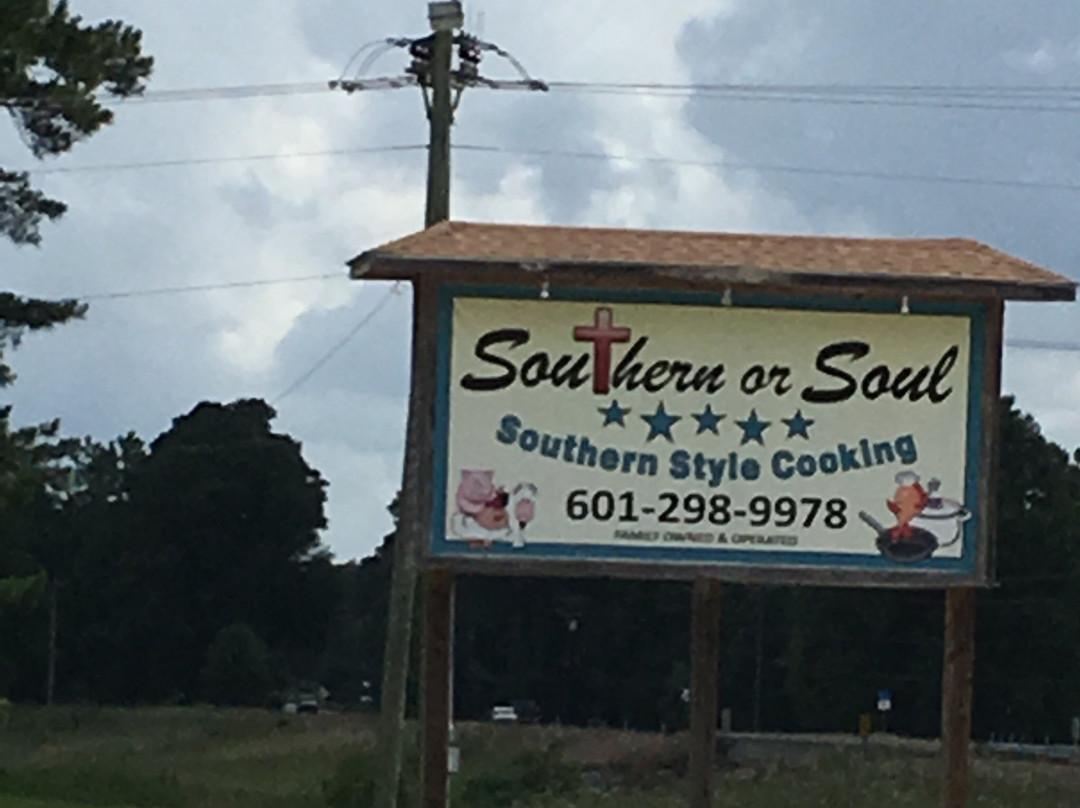 Southern or Soul
Southern Style Cooking
601-298-9978
FAMILY OWNED & OPERATED